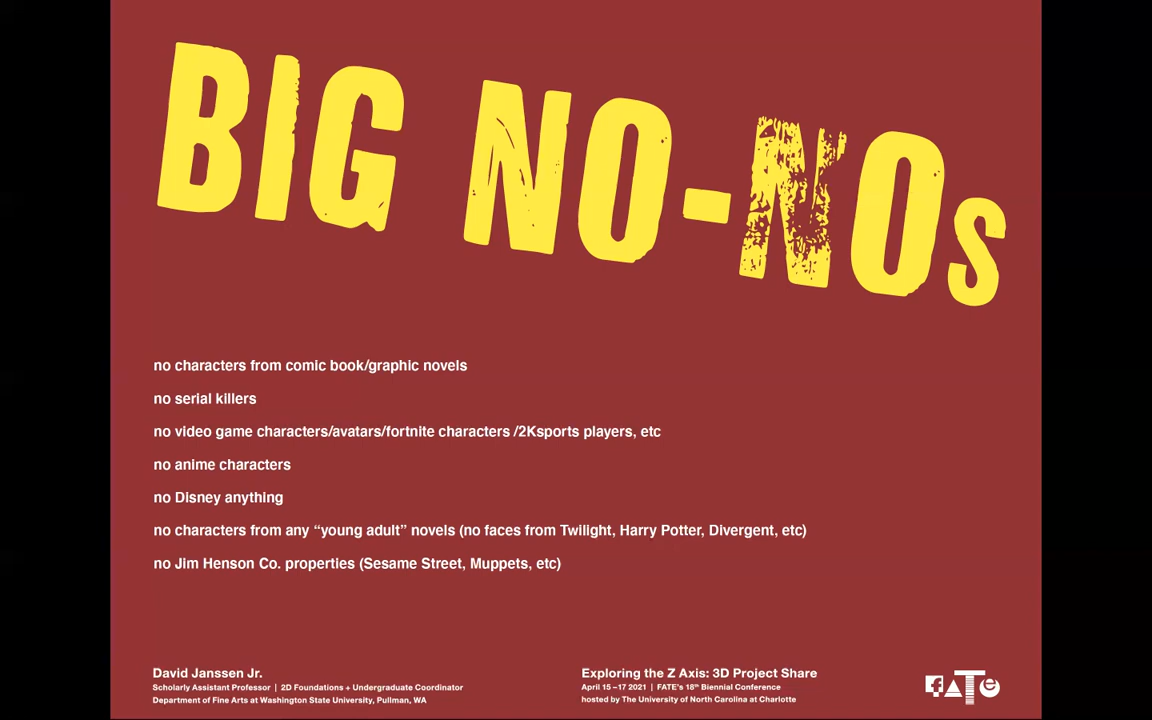 BIG NO-NOs
no characters from comic book/graphic novels
no serial killers
no video game characters/avatars/fortnite characters /2Ksports players, etc
no anime characters
no Disney anything
no characters from any “young adult” novels (no faces from Twilight, Harry Potter, Divergent, etc)
no Jim Henson Co. properties (Sesame Street, Muppets, etc)
David Janssen Jr.
Scholarly Assistant Professor | 2D Foundations + Undergraduate Coordinator
Department of Fine Arts at Washington State University, Pullman, WA
Exploring the Z Axis: 3D Project Share
April 15 –17 2021 | FATE's 18th Biennial Conference
hosted by The University of North Carolina at Charlotte
fATe